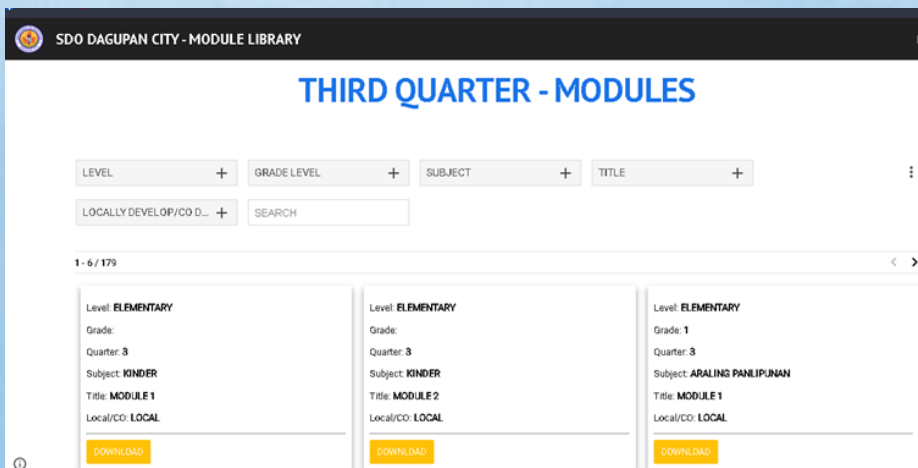 SDO DAGUPAN CITY - MODULE LIBRARY
THIRD QUARTER - MODULES
LEVEL + GRADE LEVEL + SUBJECT + TITLE +
LOCALLY DEVELOP/CO D... + SEARCH
1 - 6 / 179
Level: ELEMENTARY
Grade:
Quarter: 3
Subject: KINDER
Title: MODULE 1
Local/CO: LOCAL
DOWNLOAD
Level: ELEMENTARY
Grade:
Quarter: 3
Subject: KINDER
Title: MODULE 2
Local/CO: LOCAL
DOWNLOAD
Level: ELEMENTARY
Grade: 1
Quarter: 3
Subject: ARALING PANLIPUNAN
Title: MODULE 1
Local/CO: LOCAL
DOWNLOAD